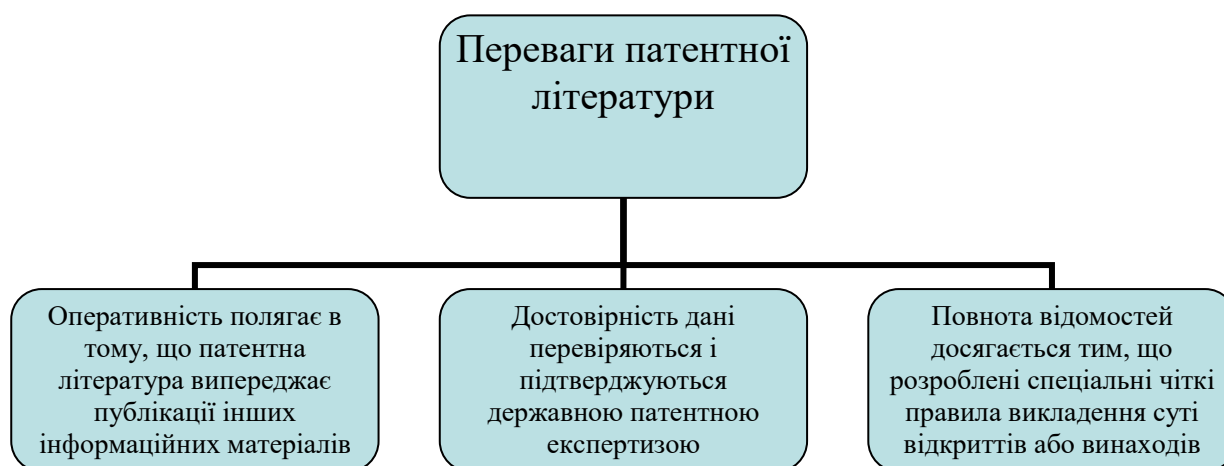 Переваги патентної
літератури
Оперативність полягає в
тому, що патентна
література випереджає
публікації інших
інформаційних матеріалів
Достовірність дані
перевіряються і
підтверджуються
державною патентною
експертизою
Повнота відомостей
досягається тим, що
розроблені спеціальні чіткі
правила викладення суті
відкриттів або винаходів